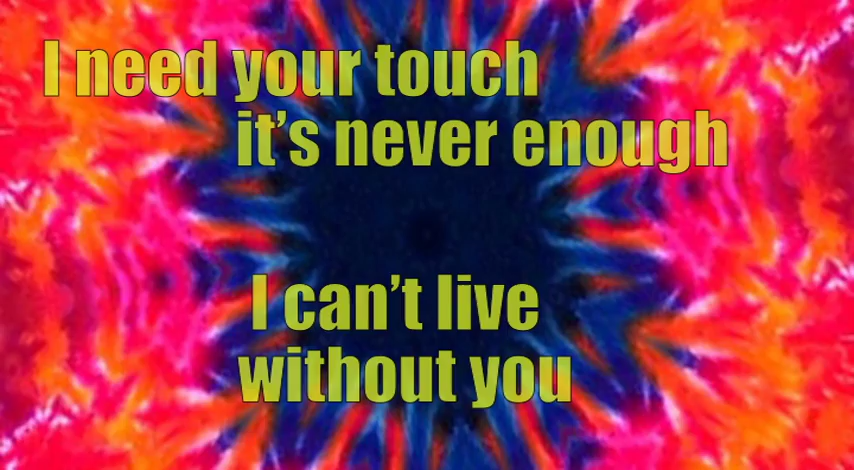 I need your touch
it’s never enough
I can’t live
without you